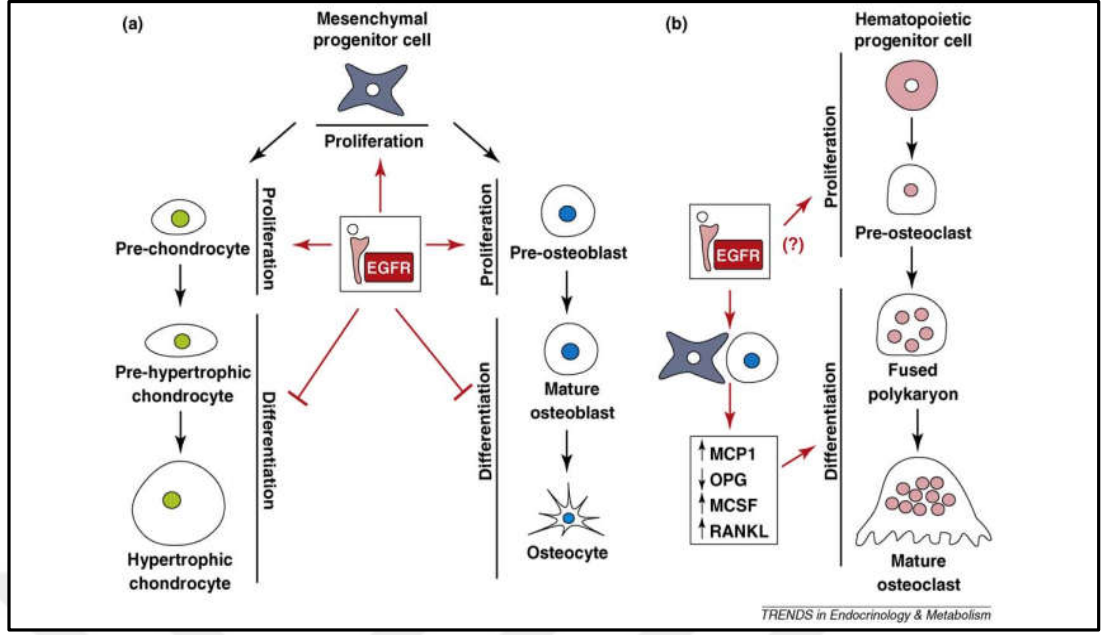 (a)
Mesenchymal
progenitor cell
Proliferation
Proliferation
Pre-chondrocyte
EGFR
Proliferation
Pre-osteoblast
Pre-hypertrophic
chondrocyte
Differentiation
Differentiation
Mature
osteoblast
Hypertrophic
chondrocyte
Osteocyte
(b)
Hematopoietic
progenitor cell
Proliferation
EGFR
(?)
Pre-osteoclast
Fused
polykaryon
Differentiation
↑ MCP1
↓ OPG
↑ MCSF
↑ RANKL
Mature
osteoclast
TRENDS in Endocrinology & Metabolism